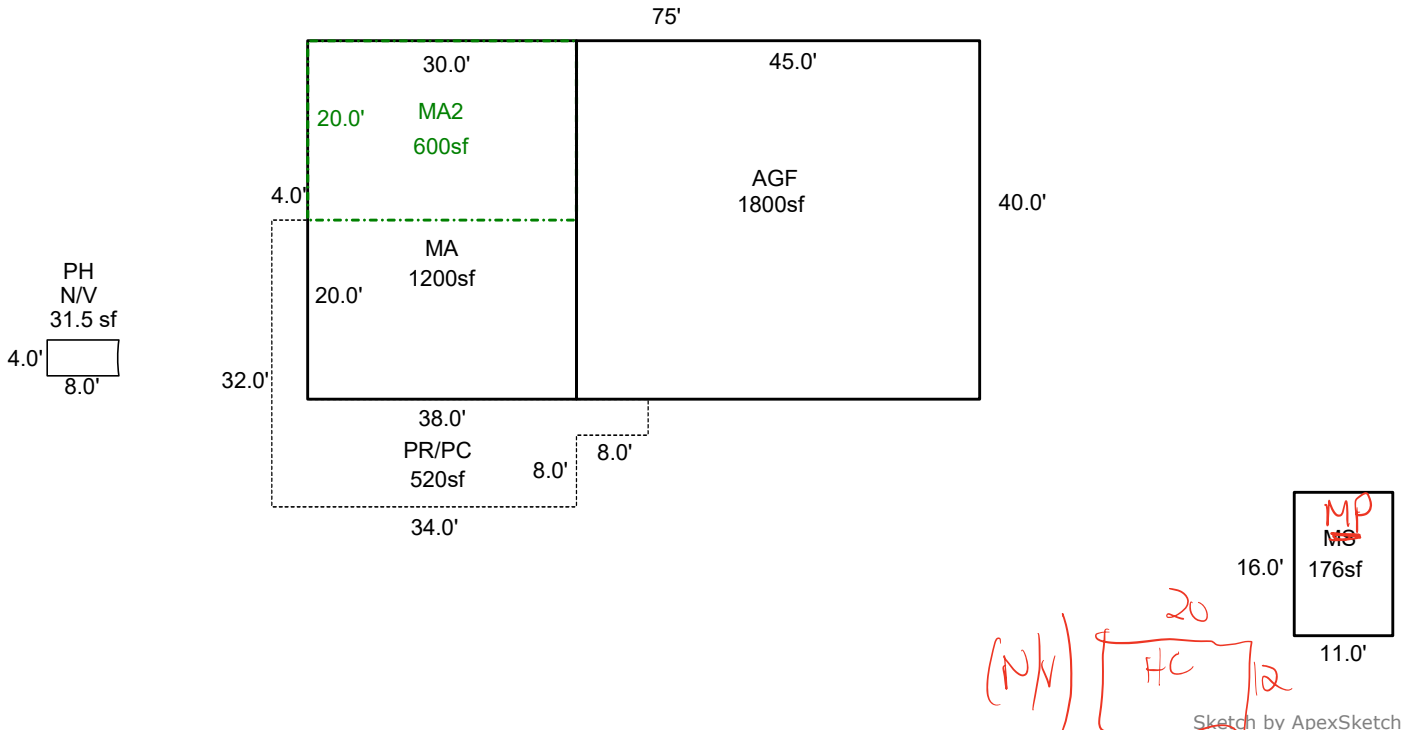 75'
30.0'
45.0'
20.0'
MA2
600sf
AGF
1800sf
4.0'
40.0'
MA
1200sf
20.0'
PH
N/V
31.5 sf
4.0'
8.0'
32.0'
38.0'
PR/PC
520sf
8.0'
8.0'
34.0'
MP
MS
16.0'
176sf
11.0'
20
(N/V)
HC
12
Sketch by ApexSketch